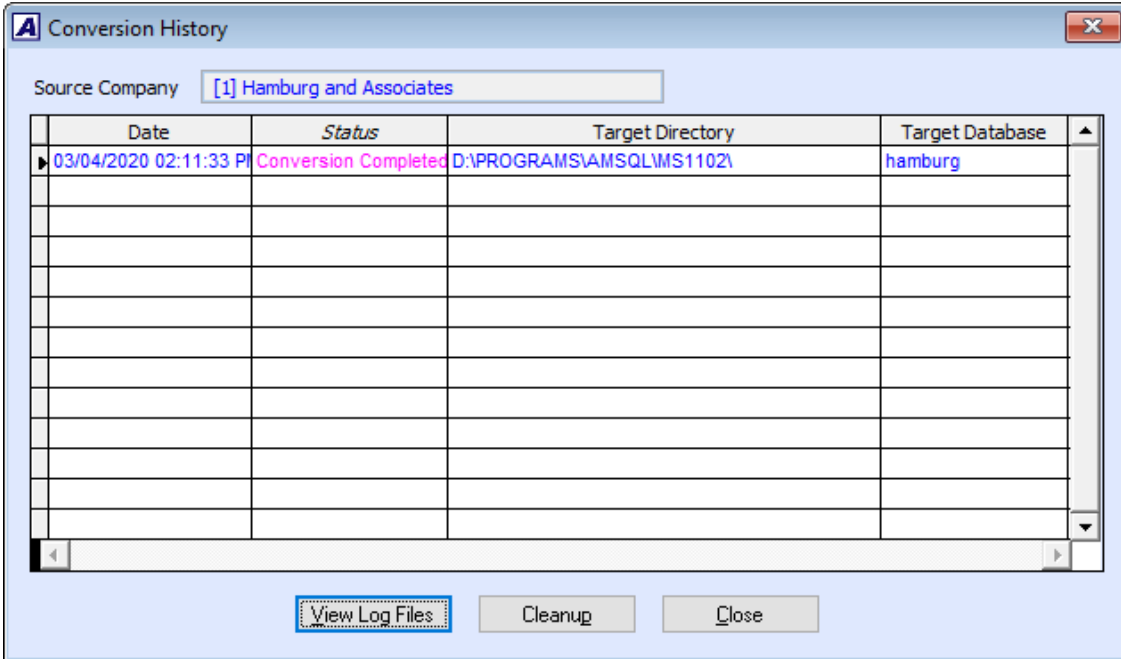 A Conversion History
Source Company [1] Hamburg and Associates
Date Status Target Directory Target Database
03/04/2020 02:11:33 PM Conversion Completed D:\PROGRAMS\AMSQL\MS1102\ hamburg
View Log Files Cleanup Close